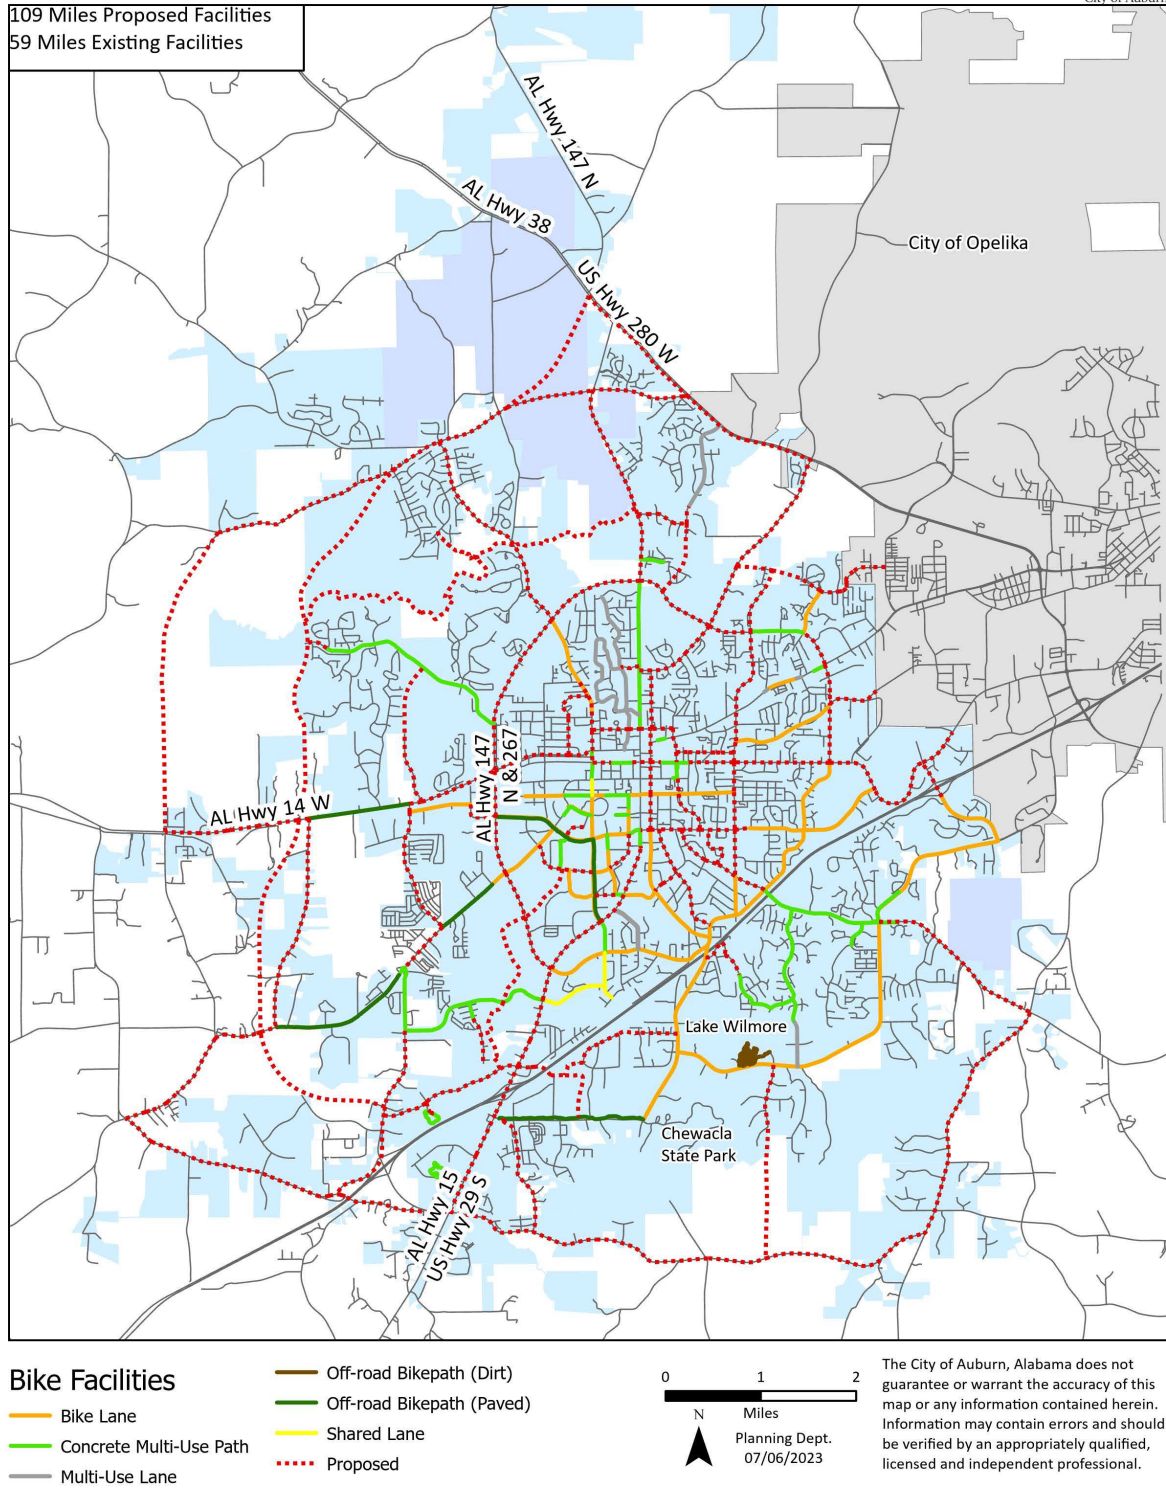 City of Auburn
109 Miles Proposed Facilities
59 Miles Existing Facilities
AL Hwy 147 N
AL Hwy 38
City of Opelika
US Hwy 280 W
AL Hwy 147
N & 267
AL Hwy 14 W
Lake Wilmore
Chewacla
State Park
AL Hwy 15
US Hwy 29 S
Bike Facilities
Bike Lane
Concrete Multi-Use Path
Multi-Use Lane
Off-road Bikepath (Dirt)
Off-road Bikepath (Paved)
Shared Lane
Proposed
0 1 2
Miles
N
Planning Dept.
07/06/2023
The City of Auburn, Alabama does not
guarantee or warrant the accuracy of this
map or any information contained herein.
Information may contain errors and should
be verified by an appropriately qualified,
licensed and independent professional.